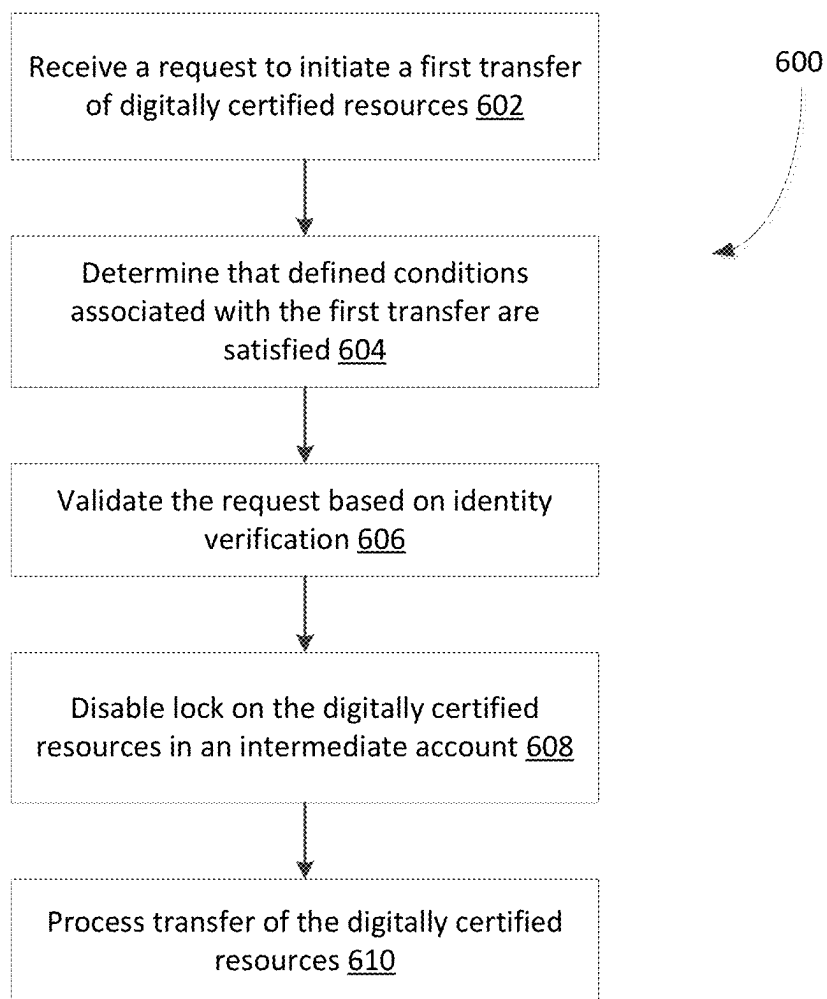 Receive a request to initiate a first transfer
of digitally certified resources 602
600
Determine that defined conditions
associated with the first transfer are
satisfied 604
Validate the request based on identity
verification 606
Disable lock on the digitally certified
resources in an intermediate account 608
Process transfer of the digitally certified
resources 610